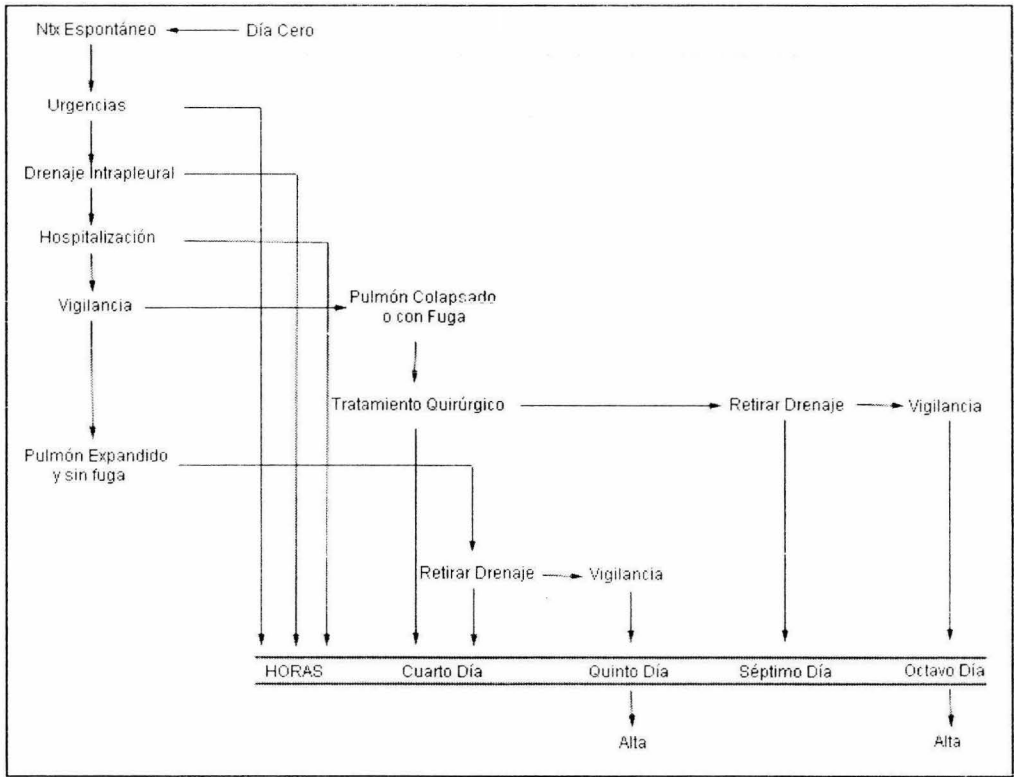 Ntx Espontáneo
Día Cero
Urgencias
Drenaje Intrapleural
Hospitalización
Vigilancia
Pulmón Colapsado
o con Fuga
Tratamiento Quirúrgico
Retirar Drenaje
Vigilancia
Pulmón Expandido
y sin fuga
Retirar Drenaje
Vigilancia
HORAS
Cuarto Día
Quinto Día
Séptimo Día
Octavo Día
Alta
Alta